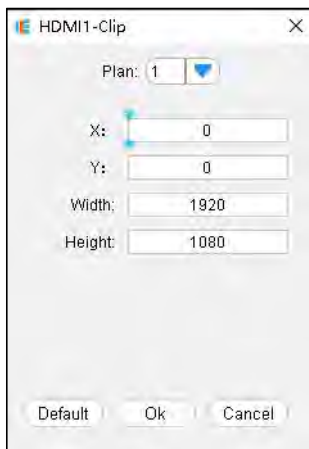 HDMI1-Clip
Plan: 1
X: 0
Y: 0
Width: 1920
Height: 1080
Default Ok Cancel